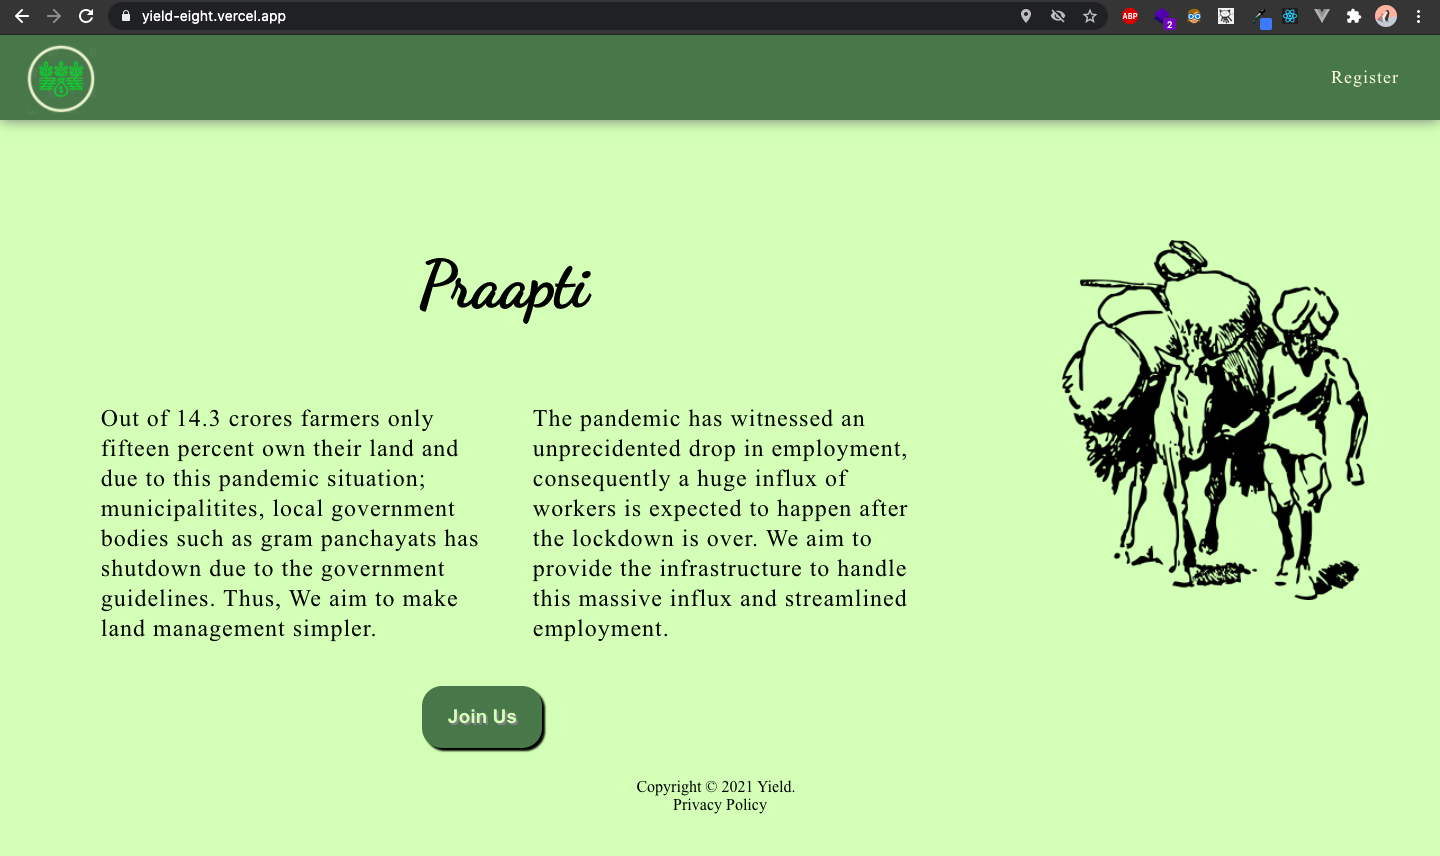 yield-eight.vercel.app
ABP
2
Register
Praapti
Out of 14.3 crores farmers only
fifteen percent own their land and
due to this pandemic situation;
municipalitites, local government
bodies such as gram panchayats has
shutdown due to the government
guidelines. Thus, We aim to make
land management simpler.
The pandemic has witnessed an
unprecidented drop in employment,
consequently a huge influx of
workers is expected to happen after
the lockdown is over. We aim to
provide the infrastructure to handle
this massive influx and streamlined
employment.
Join Us
Copyright © 2021 Yield.
Privacy Policy